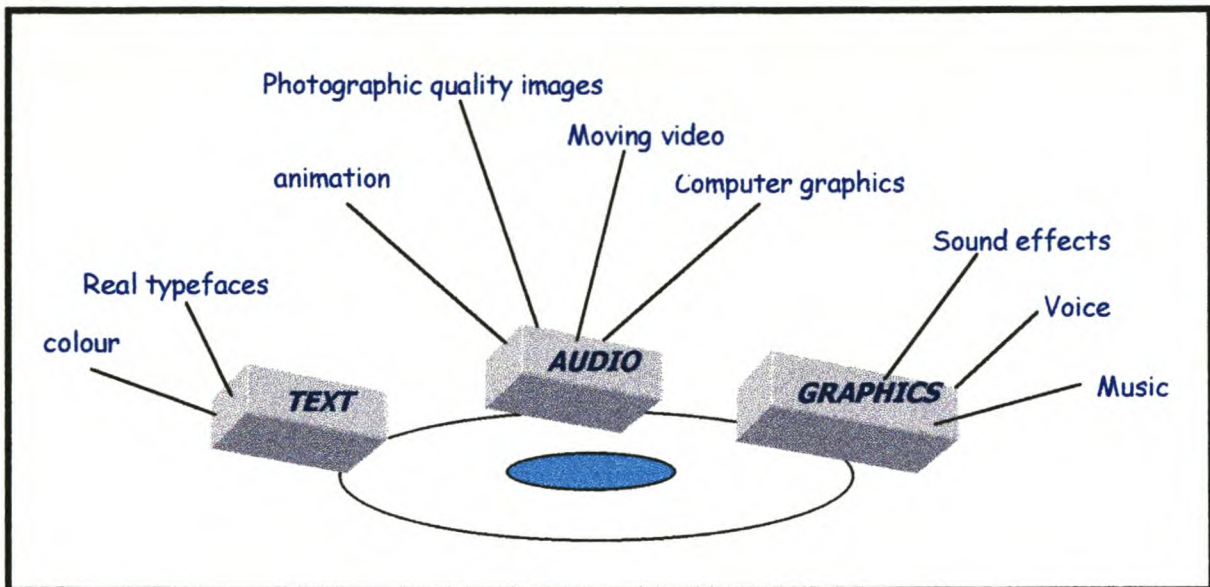 Photographic quality images
Moving video
animation
Computer graphics
Sound effects
Real typefaces
Voice
colour
AUDIO
Music
TEXT
GRAPHICS